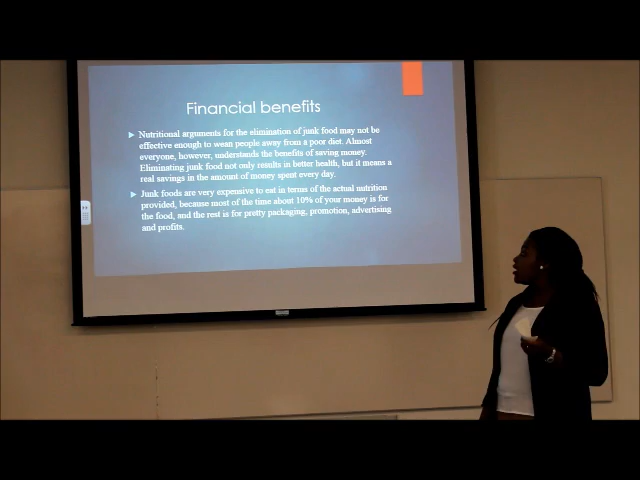 Financial benefits
Nutritional arguments for the elimination of junk food may not be
effective enough to wean people away from a poor diet. Almost
everyone, however, understands the benefits of saving money.
Eliminating junk food not only results in better health, but it means a
real savings in the amount of money spent every day.
Junk foods are very expensive to eat in terms of the actual nutrition
provided, because most of the time about 10% of your money is for
the food, and the rest is for pretty packaging, promotion, advertising
and profits.